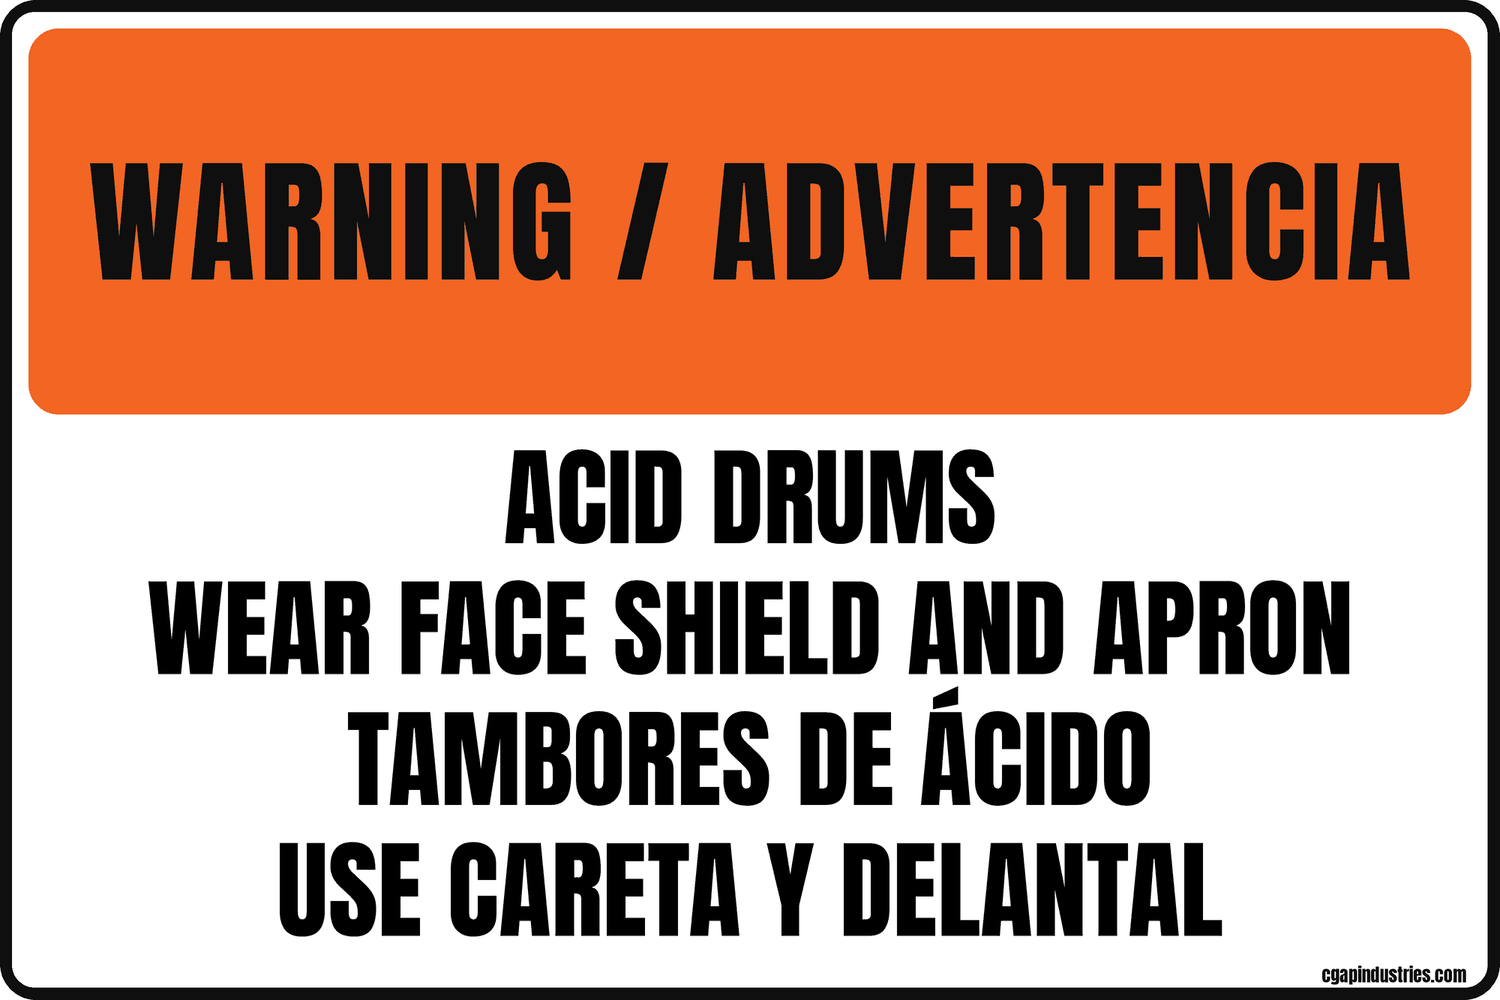 WARNING / ADVERTENCIA
ACID DRUMS
WEAR FACE SHIELD AND APRON
TAMBORES DE ÁCIDO
USE CARETA Y DELANTAL
cgapindustries.com